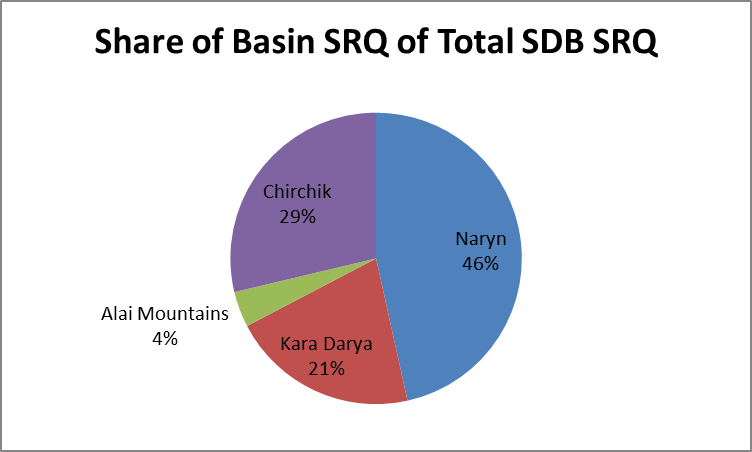 Share of Basin SRQ of Total SDB SRQ
Chirchik
29%
Naryn
46%
Alai Mountains
4%
Kara Darya
21%